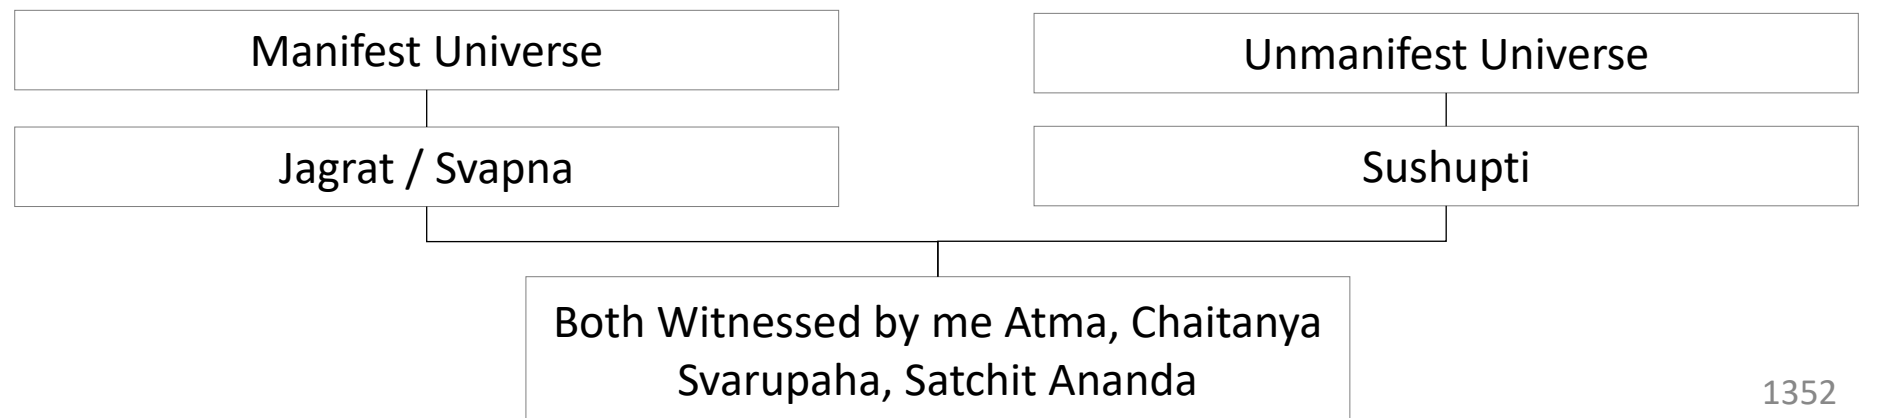 Manifest Universe
Unmanifest Universe
Jagrat / Svapna
Sushupti
Both Witnessed by me Atma, Chaitanya
Svarupaha, Satchit Ananda
1352